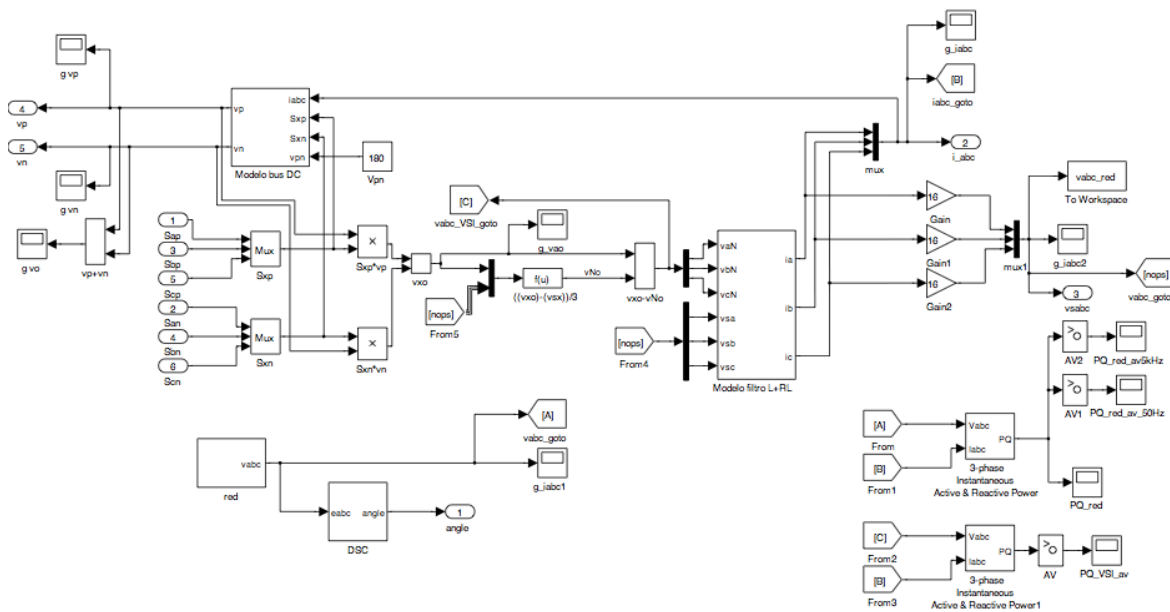 g_iabc
g vp
[B]
iabc_goto
4
vp
vp
iabc
Sxp
Sxn
vpn
5
vn
vn
Modelo bus DC
180
Vpn
mux
2
i_abc
g vn
[C]
vabc_VSI_goto
g_vao
vabc_red
To Workspace
16
Gain
1
Sap
3
Sbp
5
Scp
Mux
Sxp
×
Sxp*vp
g vo
vp+vn
vxo
f(u)
((vxo)-(vsx))/3
vNo
vxo-vNo
vaN
vbN
vcN
vsa
vsb
vsc
ia
ib
ic
Modelo filtro L+RL
16
Gain1
mux1
g_iabc2
[nops]
vabc_goto
3
vsabc
16
Gain2
2
San
4
Sbn
6
Scn
Mux
Sxn
×
Sxn*vn
[nops]
From5
[nops]
From4
AV2
PQ_red_av5kHz
AV1
PQ_red_av_50Hz
[A]
vabc_goto
[A]
From
[B]
From1
Vabc
Iabc
PQ
3-phase
Instantaneous
Active & Reactive Power
PQ_red
vabc
red
g_iabc1
eabc
angle
DSC
1
angle
[C]
From2
[B]
From3
Vabc
Iabc
PQ
3-phase
Instantaneous
Active & Reactive Power1
AV
PQ_VSI_av